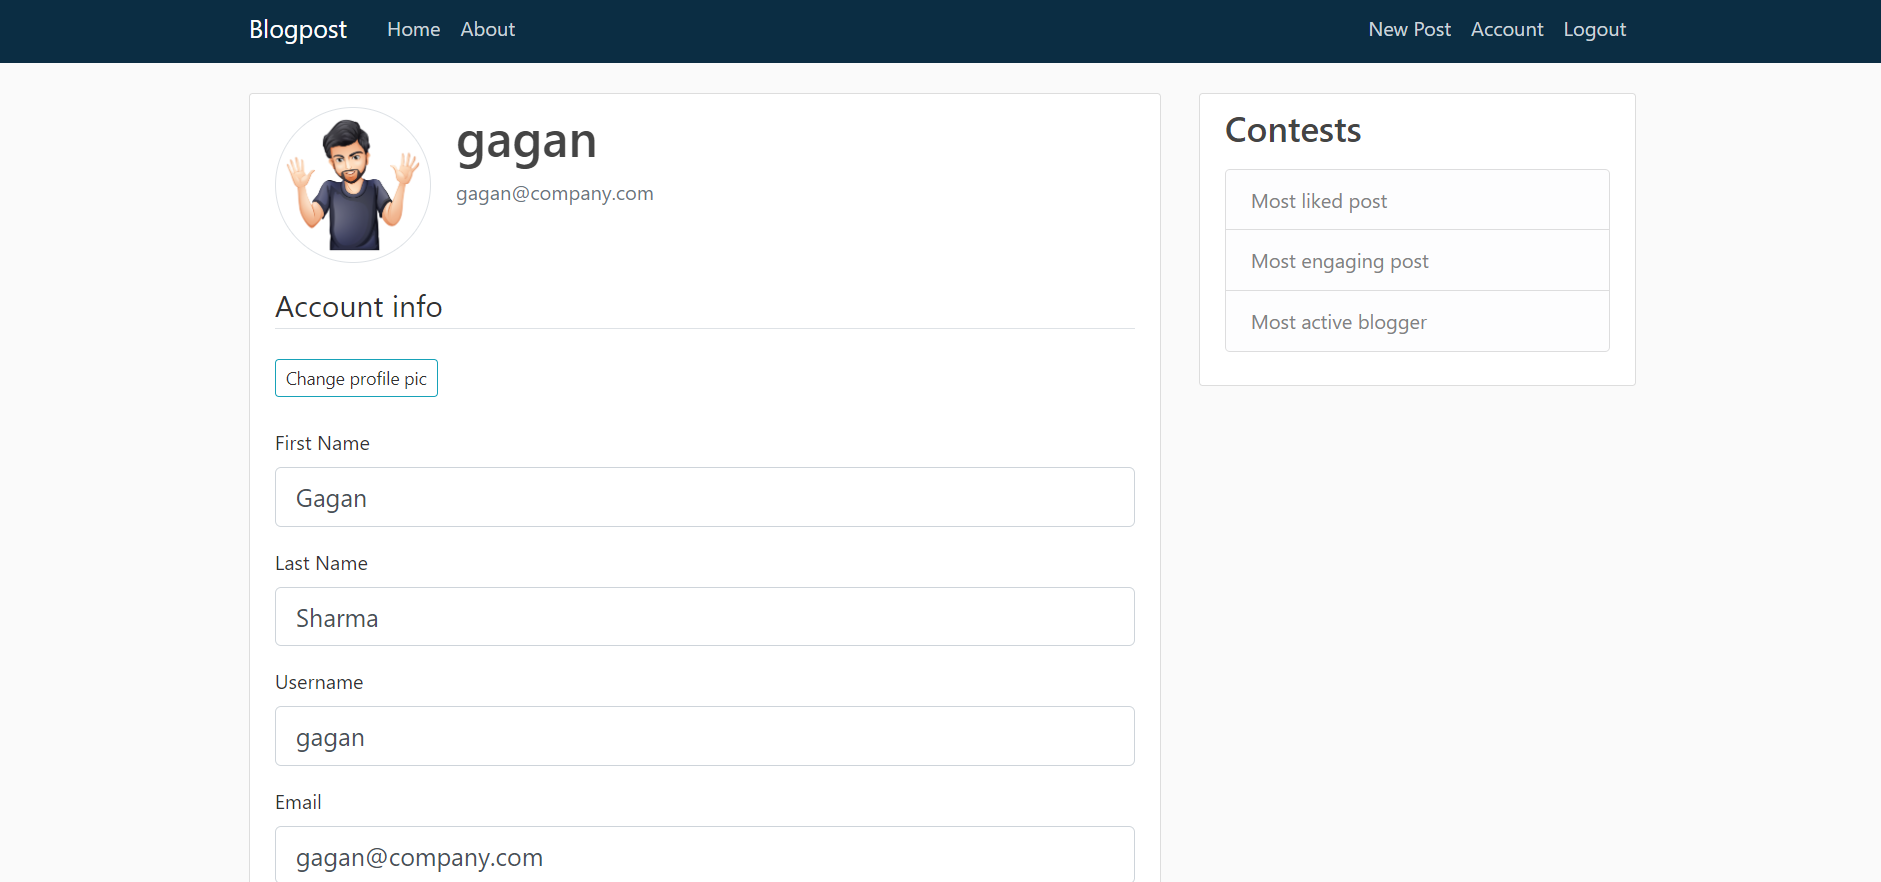 Blogpost Home About New Post Account Logout
gagan
gagan@company.com
Account info
Change profile pic
First Name
Gagan
Last Name
Sharma
Username
gagan
Email
gagan@company.com
Contests
Most liked post
Most engaging post
Most active blogger